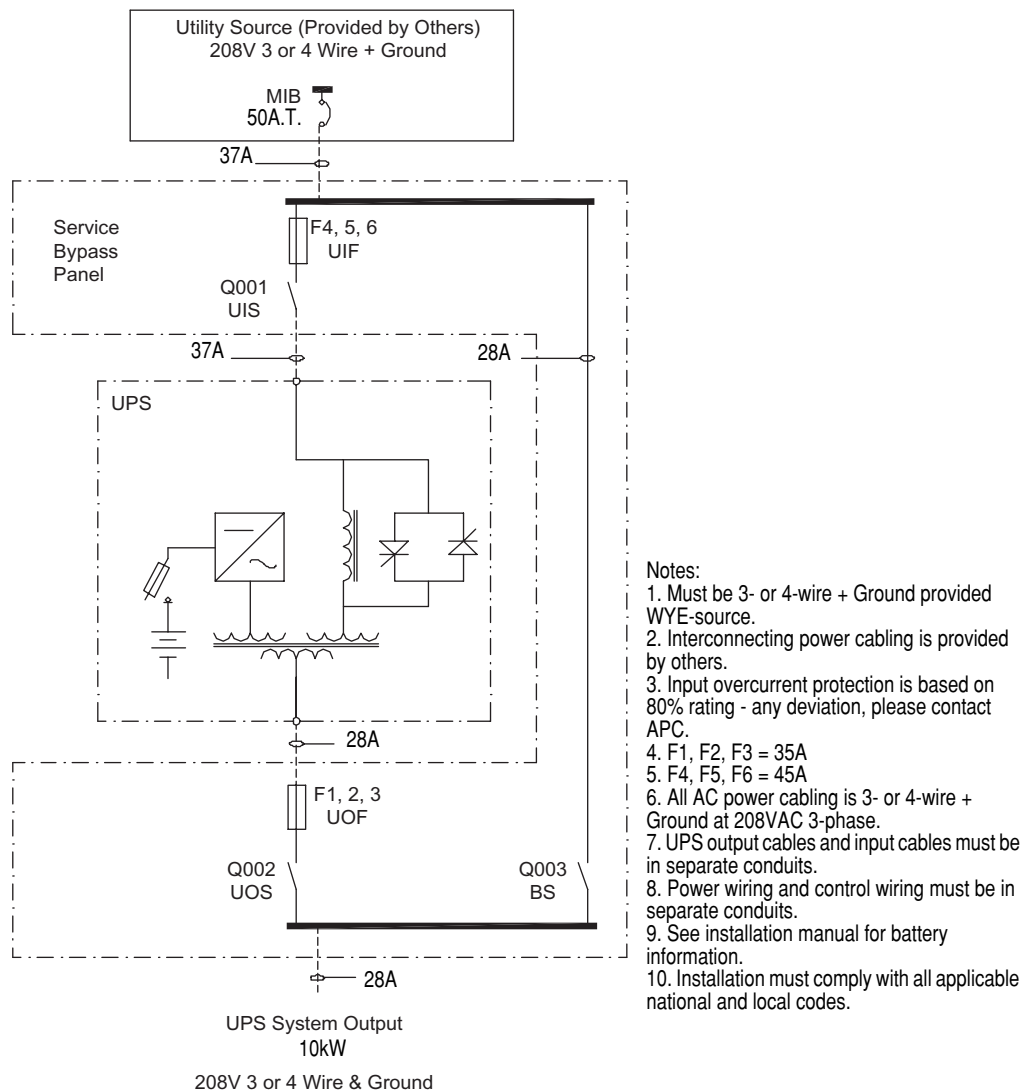 Utility Source (Provided by Others)
208V 3 or 4 Wire + Ground
MIB
50A.T.
37A
Service
Bypass
Panel
F4, 5, 6
UIF
Q001
UIS
37A
28A
UPS
28A
F1, 2, 3
UOF
Q002
UOS
Q003
BS
28A
UPS System Output
10kW
208V 3 or 4 Wire & Ground
Notes:
1. Must be 3- or 4-wire + Ground provided
WYE-source.
2. Interconnecting power cabling is provided
by others.
3. Input overcurrent protection is based on
80% rating - any deviation, please contact
APC.
4. F1, F2, F3 = 35A
5. F4, F5, F6 = 45A
6. All AC power cabling is 3- or 4-wire +
Ground at 208VAC 3-phase.
7. UPS output cables and input cables must be
in separate conduits.
8. Power wiring and control wiring must be in
separate conduits.
9. See installation manual for battery
information.
10. Installation must comply with all applicable
national and local codes.